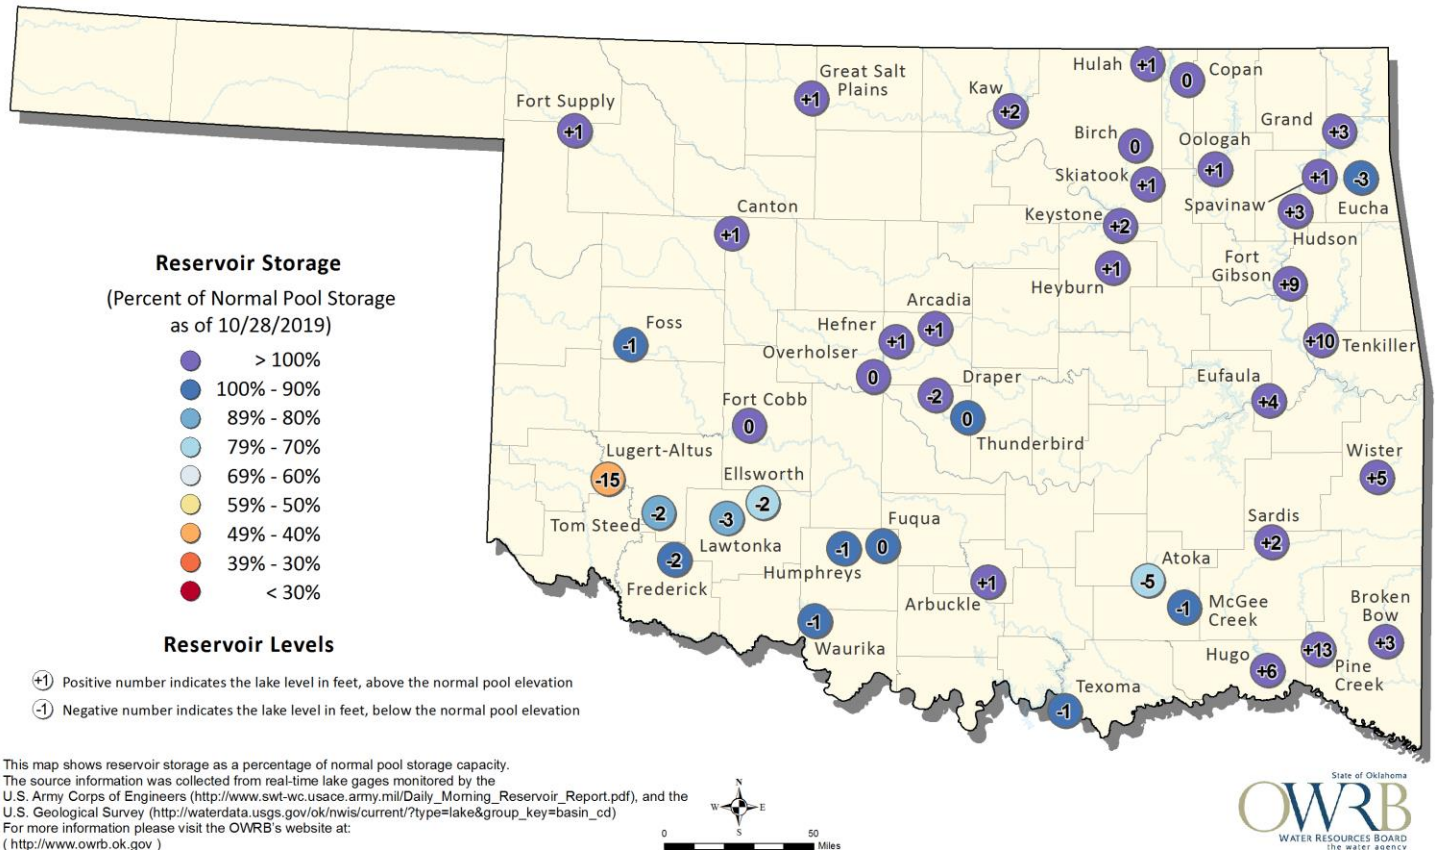 Hulah
+1
0
Copan
Great Salt
Plains
+1
Kaw
+2
Fort Supply
+1
Grand
+3
Birch
0
Oologah
+1
Skiatook
+1
+1
-3
Spavinaw
Eucha
Canton
+1
Keystone
+2
+3
Hudson
Heyburn
+1
Fort
Gibson
+9
Arcadia
+1
Hefner
+1
Foss
-1
Overholser
0
+10
Tenkiller
Draper
-2
0
Thunderbird
Eufaula
+4
Fort Cobb
0
Lugert-Altus
-15
Ellsworth
-2
Wister
+5
Tom Steed
-2
-3
Lawtonka
Fuqua
-1
0
Humphreys
Sardis
+2
-2
Frederick
Arbuckle
+1
Atoka
-5
-1
McGee
Creek
Broken
Bow
+3
-1
Waurika
Hugo
+6
+13
Pine
Creek
Texoma
-1
Reservoir Storage
(Percent of Normal Pool Storage
as of 10/28/2019)
> 100%
100% - 90%
89% - 80%
79% - 70%
69% - 60%
59% - 50%
49% - 40%
39% - 30%
< 30%
Reservoir Levels
+1 Positive number indicates the lake level in feet, above the normal pool elevation
-1 Negative number indicates the lake level in feet, below the normal pool elevation
This map shows reservoir storage as a percentage of normal pool storage capacity.
The source information was collected from real-time lake gages monitored by the
U.S. Army Corps of Engineers (http://www.swt-wc.usace.army.mil/Daily_Morning_Reservoir_Report.pdf), and the
U.S. Geological Survey (http://waterdata.usgs.gov/ok/nwis/current/?type=lake&group_key=basin_cd)
For more information please visit the OWRB's website at:
( http://www.owrb.ok.gov )
N
W E
S
0 50
Miles
State of Oklahoma
OWRB
WATER RESOURCES BOARD
the water agency